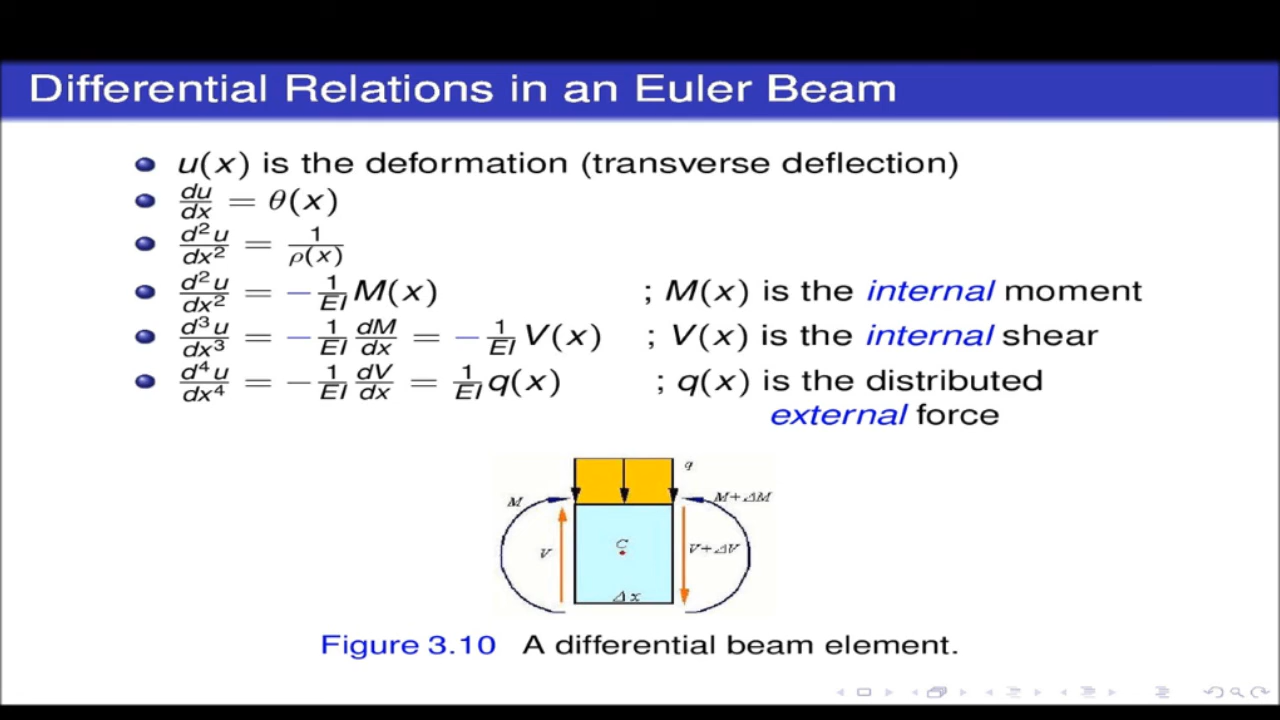 Differential Relations in an Euler Beam
u(x) is the deformation (transverse deflection)
du/dx = θ(x)
d²u/dx² = 1/ρ(x)
d²u/dx² = − 1/EI M(x) ; M(x) is the internal moment
d³u/dx³ = − 1/EI dM/dx = − 1/EI V(x) ; V(x) is the internal shear
d⁴u/dx⁴ = − 1/EI dV/dx = 1/EI q(x) ; q(x) is the distributed
external force
q
M
M+ΔM
C
V
V+ΔV
Δx
Figure 3.10 A differential beam element.